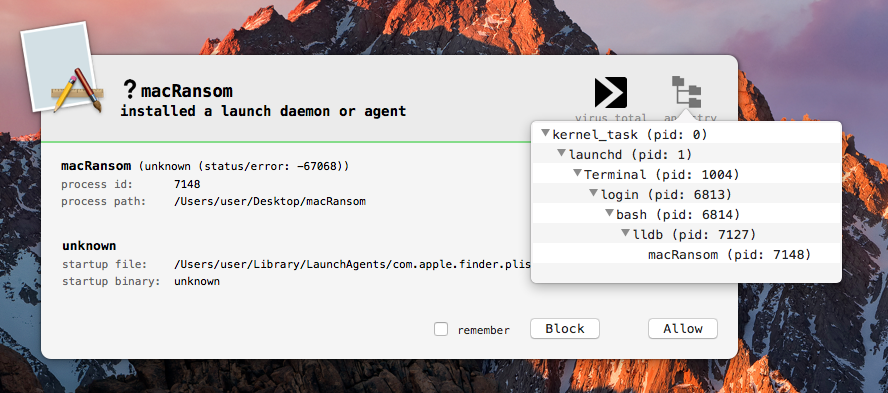 ? macRansom
installed a launch daemon or agent
virus total
ancestry
kernel_task (pid: 0)
launchd (pid: 1)
Terminal (pid: 1004)
login (pid: 6813)
bash (pid: 6814)
lldb (pid: 7127)
macRansom (pid: 7148)
macRansom (unknown (status/error: -67068))
process id: 7148
process path: /Users/user/Desktop/macRansom
unknown
startup file: /Users/user/Library/LaunchAgents/com.apple.finder.plis
startup binary: unknown
remember
Block
Allow